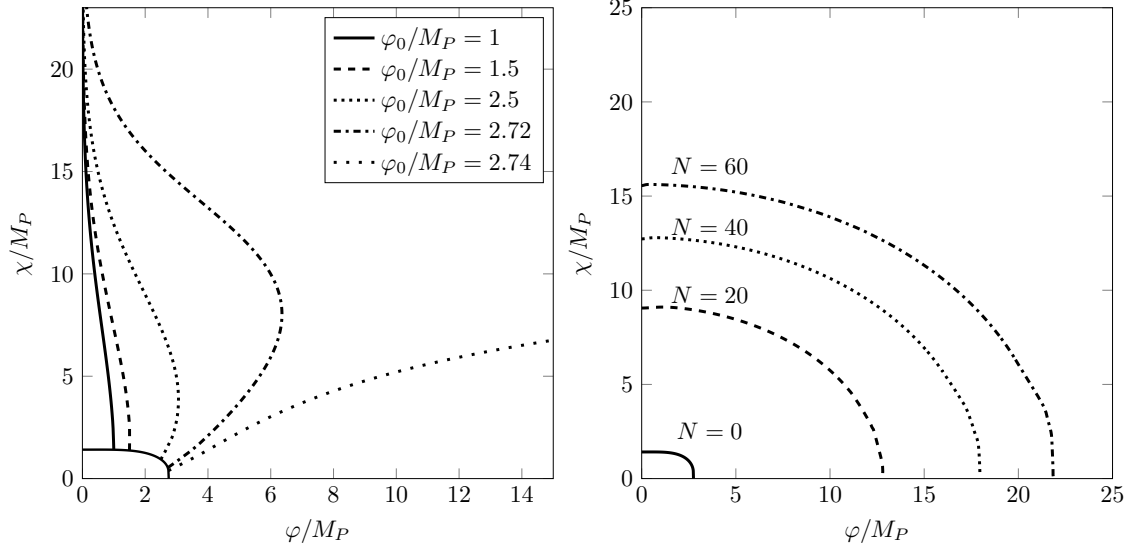 φ₀/M_P = 1
φ₀/M_P = 1.5
φ₀/M_P = 2.5
φ₀/M_P = 2.72
φ₀/M_P = 2.74
20
15
10
5
0
χ/M_P
0 2 4 6 8 10 12 14
φ/M_P
N = 60
N = 40
N = 20
N = 0
25
20
15
10
5
0
χ/M_P
0 5 10 15 20 25
φ/M_P